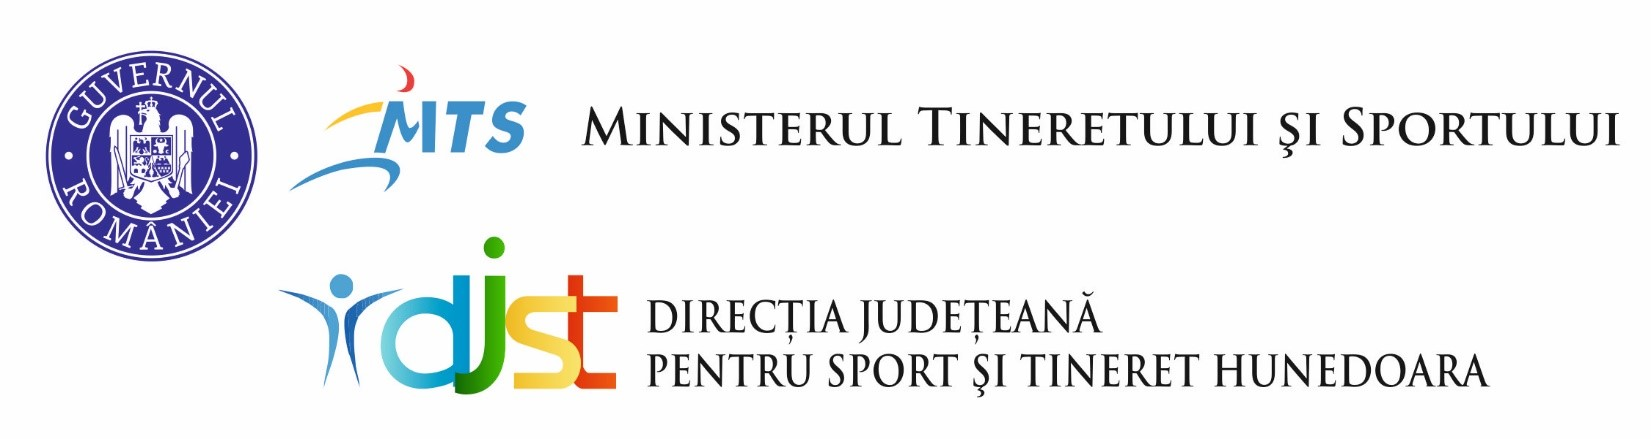 GUVERNUL
ROMÂNIEI
MTS
MINISTERUL TINERETULUI ŞI SPORTULUI
djst
DIRECȚIA JUDEȚEANĂ
PENTRU SPORT ŞI TINERET HUNEDOARA